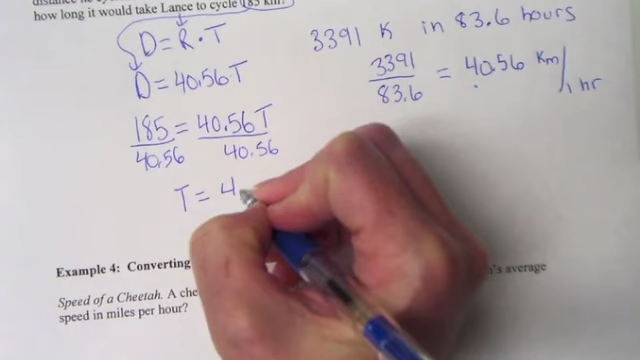 how long it would take Lance to cycle 185 km?
D = R · T
3391 K in 83.6 hours
D = 40.56T
3391 / 83.6 = 40.56 Km/hr
185 / 40.56 = 40.56T / 40.56
T = 4
Example 4: Converting
average
Speed of a Cheetah. A
speed in miles per hour?